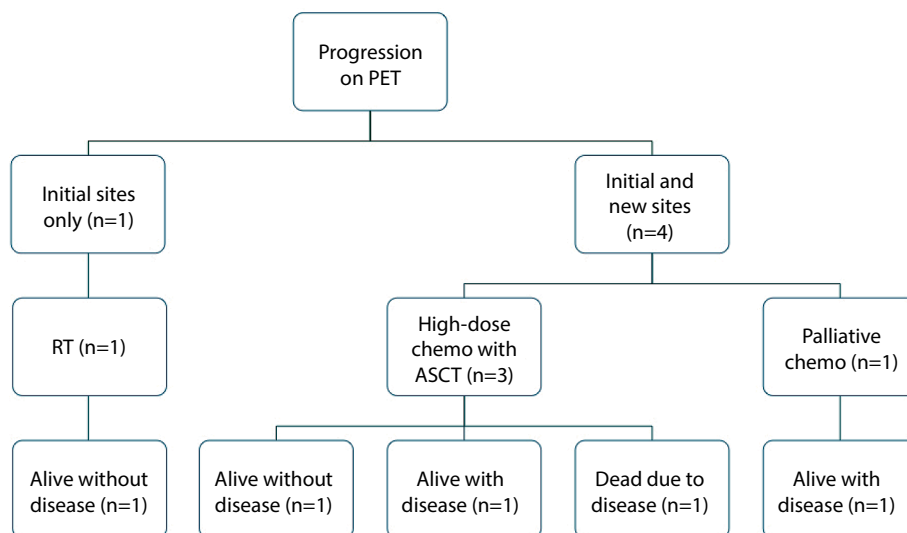 Progression
on PET
Initial sites
only (n=1)
Initial and
new sites
(n=4)
RT (n=1)
High-dose
chemo with
ASCT (n=3)
Palliative
chemo (n=1)
Alive without
disease (n=1)
Alive without
disease (n=1)
Alive with
disease (n=1)
Dead due to
disease (n=1)
Alive with
disease (n=1)